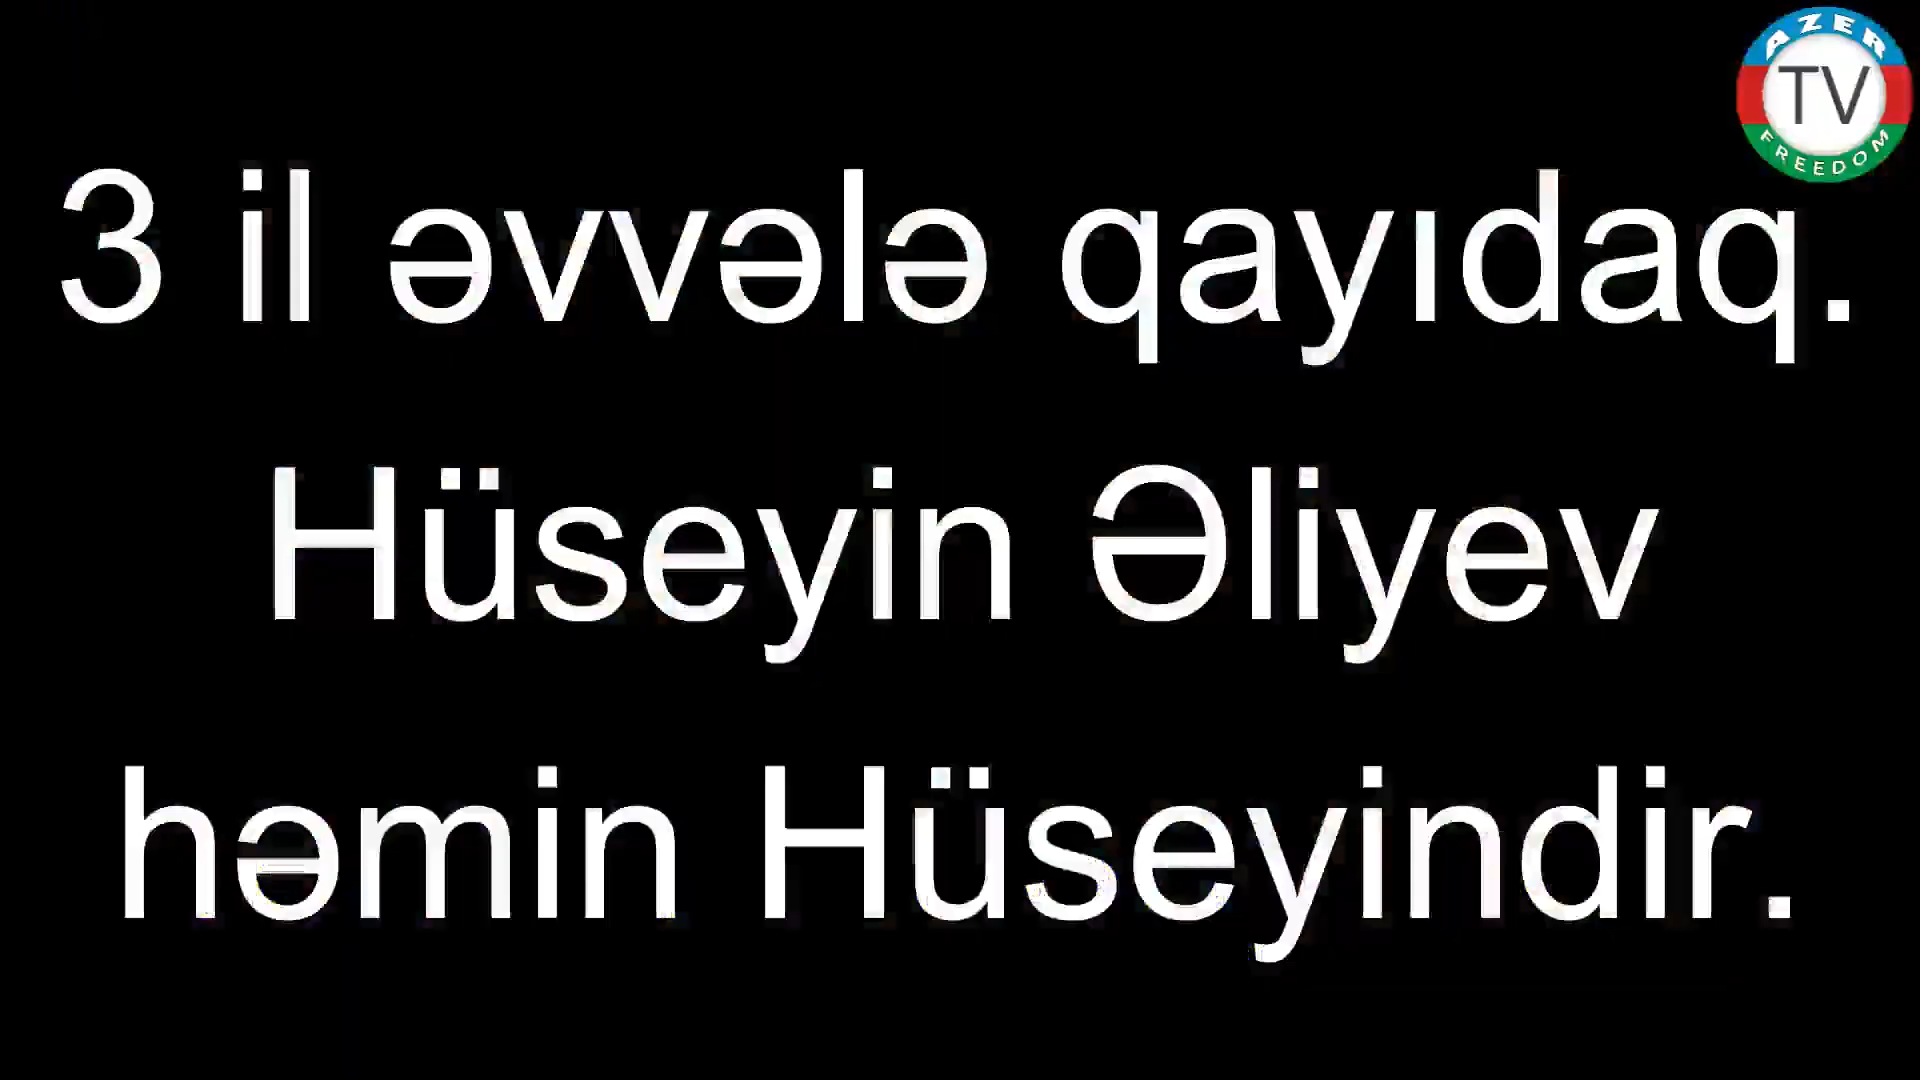 AZER
TV
FREEDOM
3 il əvvələ qayıdaq.
Hüseyin Əliyev
həmin Hüseyindir.